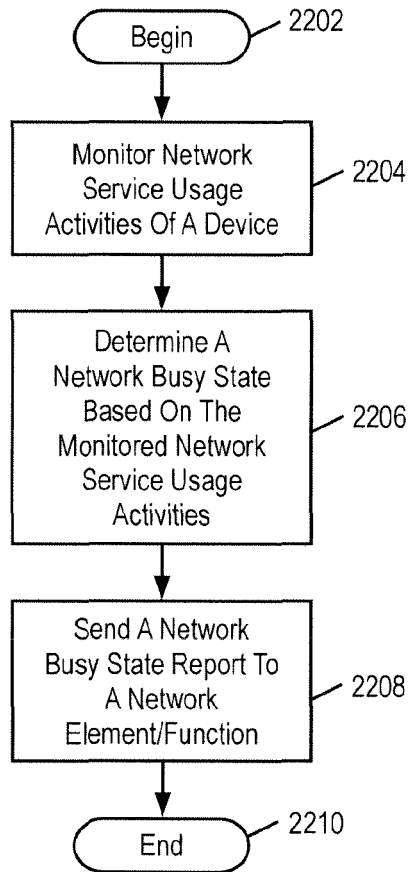 Begin
2202
Monitor Network
Service Usage
Activities Of A Device
2204
Determine A
Network Busy State
Based On The
Monitored Network
Service Usage
Activities
2206
Send A Network
Busy State Report To
A Network
Element/Function
2208
End
2210